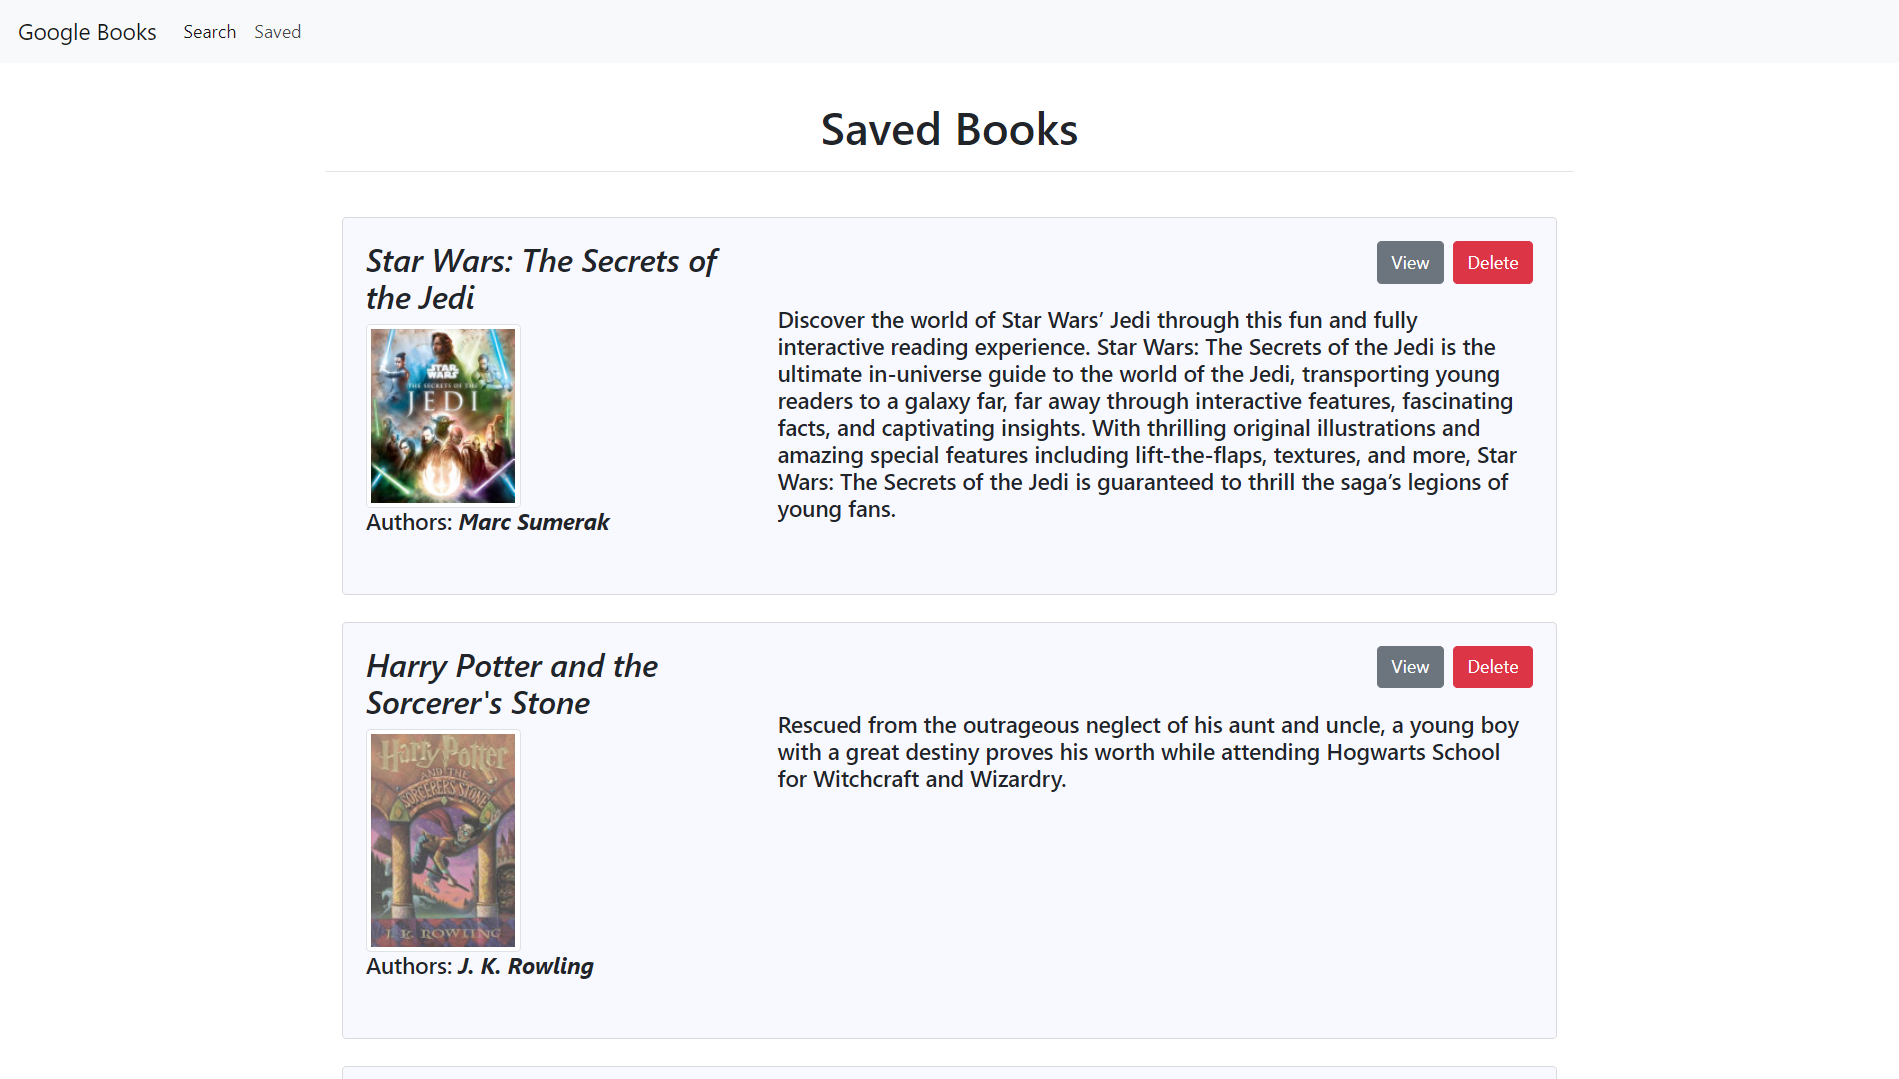 Google Books Search Saved
Saved Books
Star Wars: The Secrets of
the Jedi
View Delete
STAR
WARS
THE SECRETS OF THE
JEDI
Authors: Marc Sumerak
Discover the world of Star Wars’ Jedi through this fun and fully
interactive reading experience. Star Wars: The Secrets of the Jedi is the
ultimate in-universe guide to the world of the Jedi, transporting young
readers to a galaxy far, far away through interactive features, fascinating
facts, and captivating insights. With thrilling original illustrations and
amazing special features including lift-the-flaps, textures, and more, Star
Wars: The Secrets of the Jedi is guaranteed to thrill the saga’s legions of
young fans.
Harry Potter and the
Sorcerer's Stone
View Delete
Harry Potter
AND THE
SORCERER'S STONE
J. K. ROWLING
Authors: J. K. Rowling
Rescued from the outrageous neglect of his aunt and uncle, a young boy
with a great destiny proves his worth while attending Hogwarts School
for Witchcraft and Wizardry.